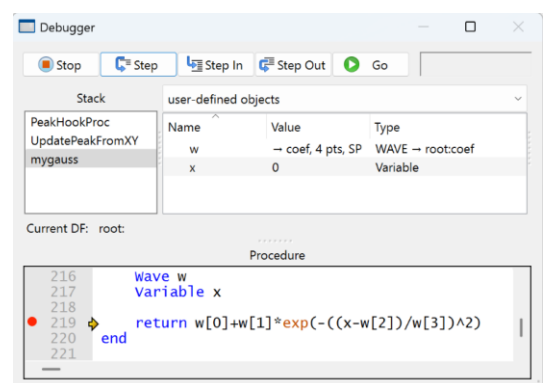 Debugger
Stop Step Step In Step Out Go
Stack user-defined objects
PeakHookProc
UpdatePeakFromXY
mygauss
Name Value Type
w → coef, 4 pts, SP WAVE → root:coef
x 0 Variable
Current DF: root:
Procedure
216 Wave w
217 Variable x
218
219 return w[0]+w[1]*exp(-((x-w[2])/w[3])^2)
220 end
221